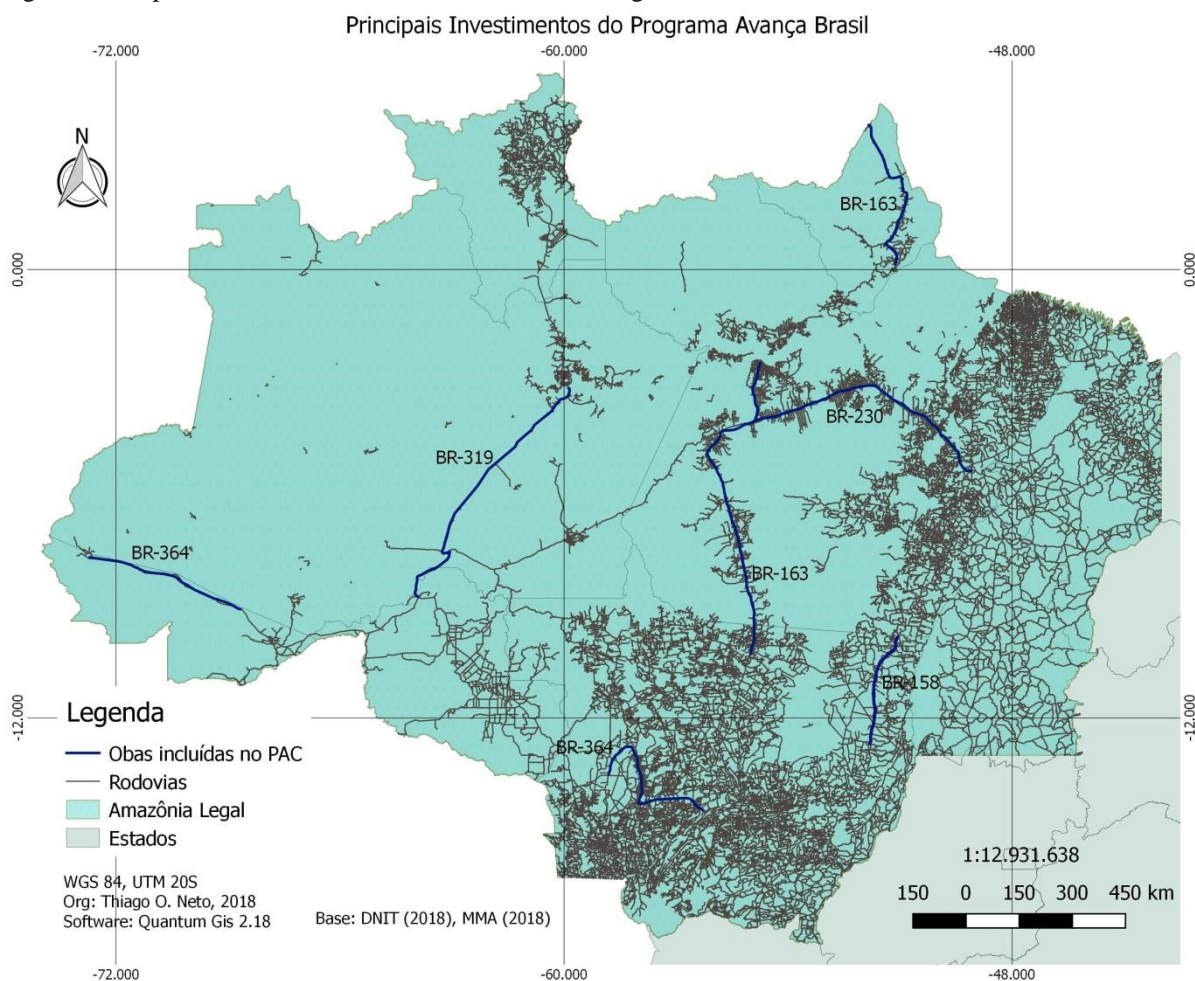 Principais Investimentos do Programa Avança Brasil
-72.000
-60.000
-48.000
N
BR-163
0.000
0.000
BR-230
BR-319
BR-364
BR-163
BR-158
-12.000
-12.000
BR-364
Legenda
Obas incluídas no PAC
Rodovias
Amazônia Legal
Estados
WGS 84, UTM 20S
Org: Thiago O. Neto, 2018
Software: Quantum Gis 2.18
Base: DNIT (2018), MMA (2018)
1:12.931.638
150 0 150 300 450 km
-72.000
-60.000
-48.000